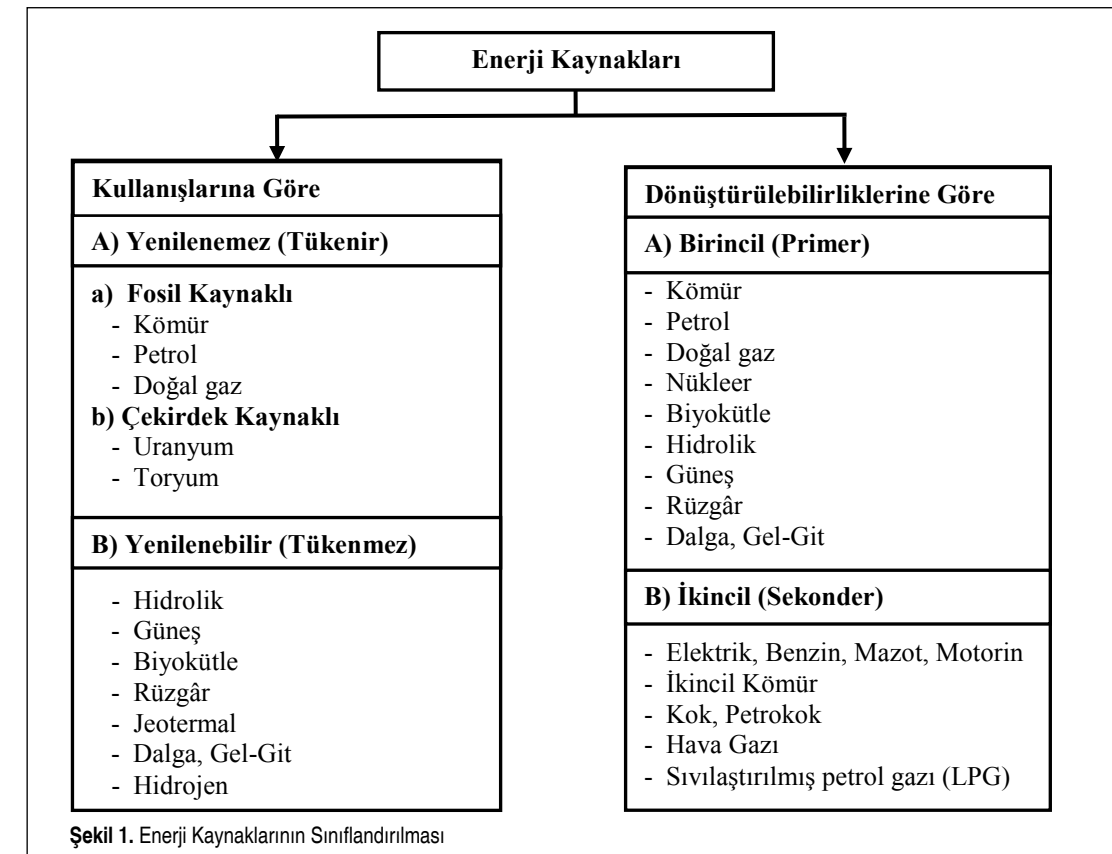 Enerji Kaynakları
Kullanışlarına Göre
A) Yenilenemez (Tükenir)
a) Fosil Kaynaklı
- Kömür
- Petrol
- Doğal gaz
b) Çekirdek Kaynaklı
- Uranyum
- Toryum
B) Yenilenebilir (Tükenmez)
- Hidrolik
- Güneş
- Biyokütle
- Rüzgâr
- Jeotermal
- Dalga, Gel-Git
- Hidrojen
Dönüştürülebilirliklerine Göre
A) Birincil (Primer)
- Kömür
- Petrol
- Doğal gaz
- Nükleer
- Biyokütle
- Hidrolik
- Güneş
- Rüzgâr
- Dalga, Gel-Git
B) İkincil (Sekonder)
- Elektrik, Benzin, Mazot, Motorin
- İkincil Kömür
- Kok, Petrokok
- Hava Gazı
- Sıvılaştırılmış petrol gazı (LPG)
Şekil 1. Enerji Kaynaklarının Sınıflandırılması